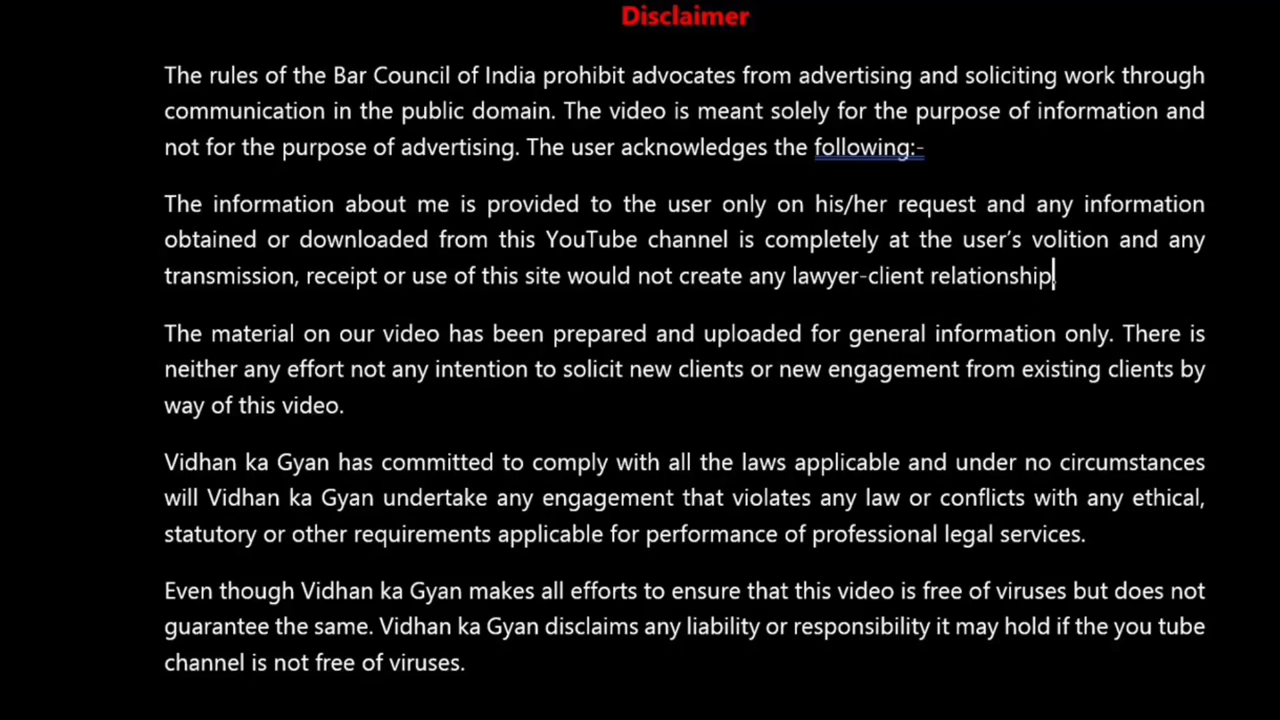 Disclaimer
The rules of the Bar Council of India prohibit advocates from advertising and soliciting work through
communication in the public domain. The video is meant solely for the purpose of information and
not for the purpose of advertising. The user acknowledges the following:-
The information about me is provided to the user only on his/her request and any information
obtained or downloaded from this YouTube channel is completely at the user’s volition and any
transmission, receipt or use of this site would not create any lawyer-client relationship.
The material on our video has been prepared and uploaded for general information only. There is
neither any effort not any intention to solicit new clients or new engagement from existing clients by
way of this video.
Vidhan ka Gyan has committed to comply with all the laws applicable and under no circumstances
will Vidhan ka Gyan undertake any engagement that violates any law or conflicts with any ethical,
statutory or other requirements applicable for performance of professional legal services.
Even though Vidhan ka Gyan makes all efforts to ensure that this video is free of viruses but does not
guarantee the same. Vidhan ka Gyan disclaims any liability or responsibility it may hold if the you tube
channel is not free of viruses.